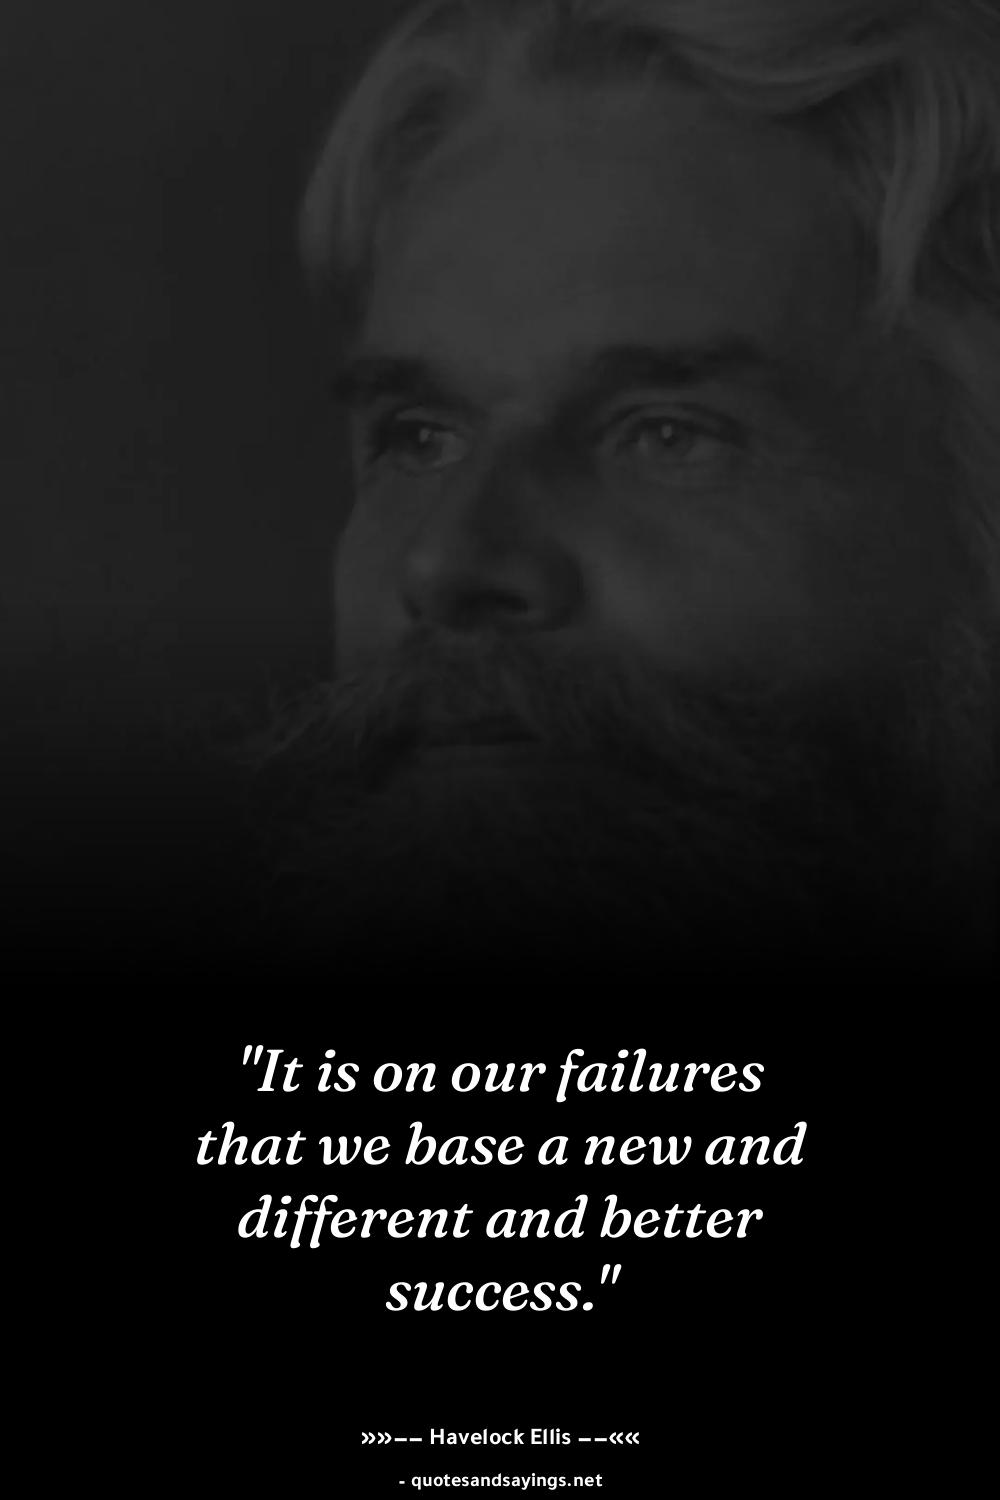 "It is on our failures
that we base a new and
different and better
success."
»»–– Havelock Ellis ––««
- quotesandsayings.net